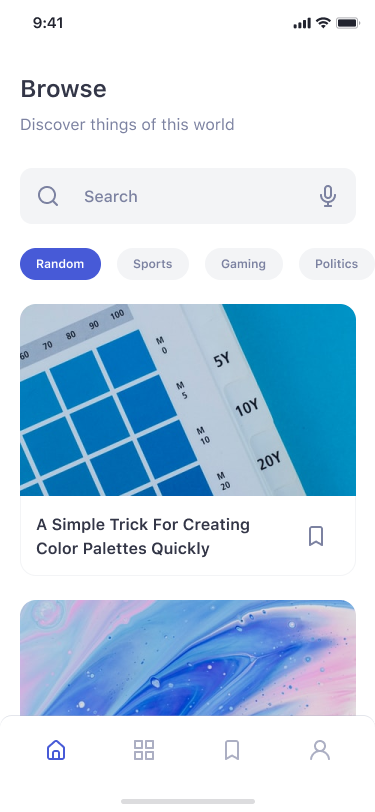 9:41
Browse
Discover things of this world
Search
Random Sports Gaming Politics
60 70 80 90 100
M
0
M
5
M
10
M
20
5Y
10Y
20Y
A Simple Trick For Creating
Color Palettes Quickly